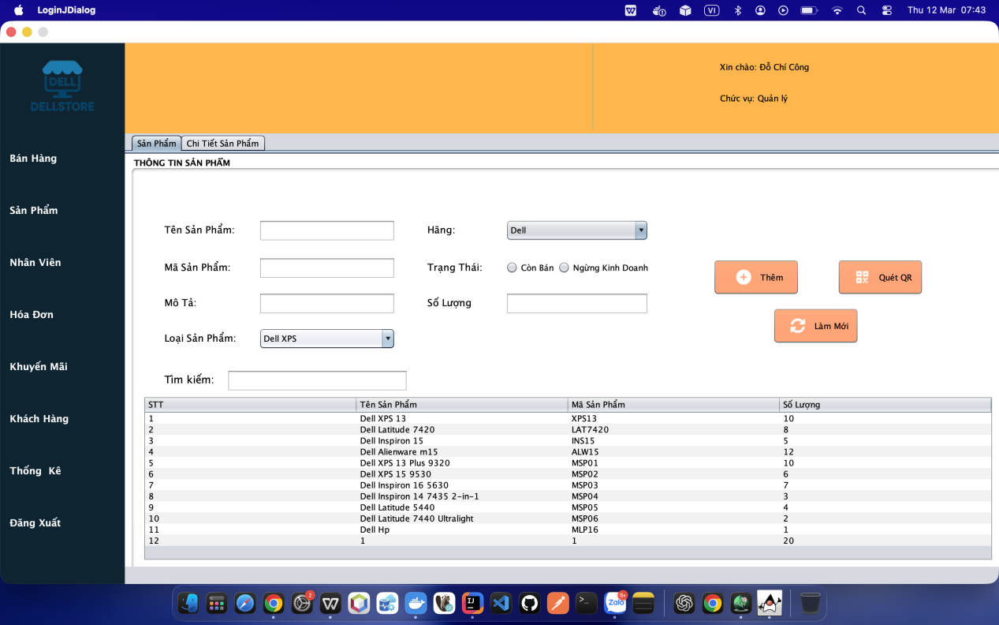 LoginJDialog
VI
Thu 12 Mar 07:43
DELL
DELLSTORE
Xin chào: Đỗ Chí Công
Chức vụ: Quản lý
Bán Hàng
Sản Phẩm
Nhân Viên
Hóa Đơn
Khuyến Mãi
Khách Hàng
Thống Kê
Đăng Xuất
Sản Phẩm
Chi Tiết Sản Phẩm
THÔNG TIN SẢN PHẨM
Tên Sản Phẩm:
Hãng:
Dell
Mã Sản Phẩm:
Trạng Thái:
Còn Bán
Ngừng Kinh Doanh
Thêm
Quét QR
Mô Tả:
Số Lượng
Làm Mới
Loại Sản Phẩm:
Dell XPS
Tìm kiếm:
STT Tên Sản Phẩm Mã Sản Phẩm Số Lượng
1 Dell XPS 13 XPS13 10
2 Dell Latitude 7420 LAT7420 8
3 Dell Inspiron 15 INS15 5
4 Dell Alienware m15 ALW15 12
5 Dell XPS 13 Plus 9320 MSP01 10
6 Dell XPS 15 9530 MSP02 6
7 Dell Inspiron 16 5630 MSP03 7
8 Dell Inspiron 14 7435 2-in-1 MSP04 3
9 Dell Latitude 5440 MSP05 4
10 Dell Latitude 7440 Ultralight MSP06 2
11 Dell Hp MLP16 1
12 1 1 20
2
IJ
Zalo
5+